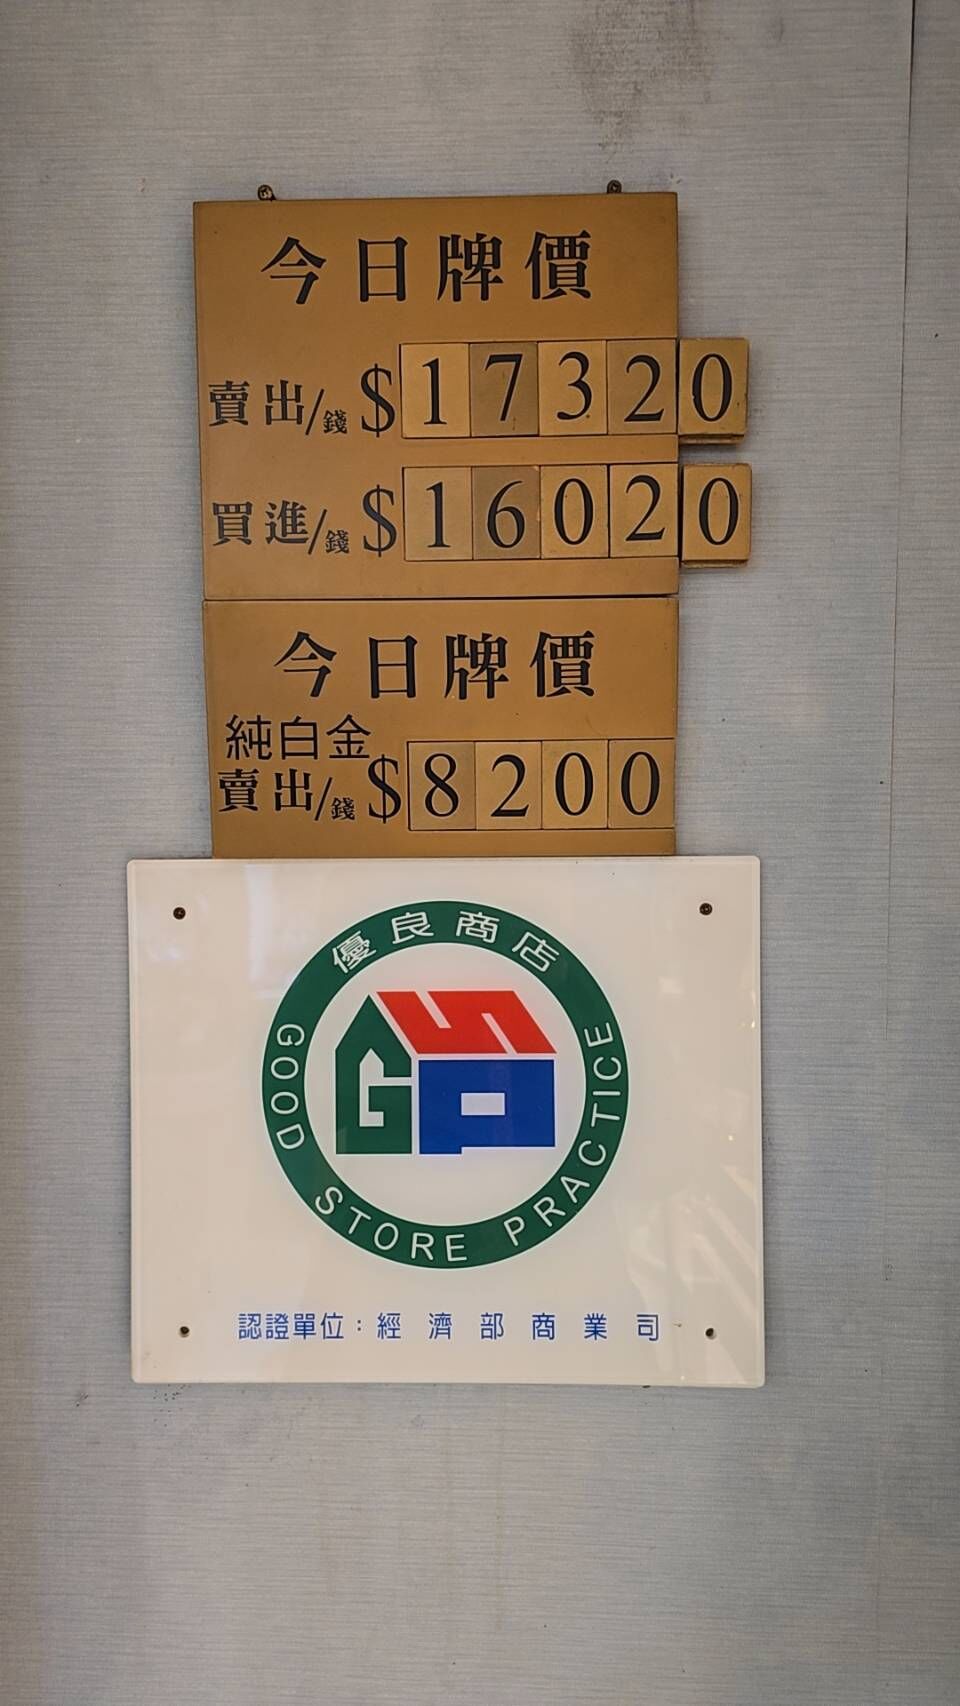 今日牌價
賣出/錢 $17320
買進/錢 $16020
今日牌價
純白金
賣出/錢 $8200
優良商店
GSP
GOOD STORE PRACTICE
認證單位：經濟部商業司